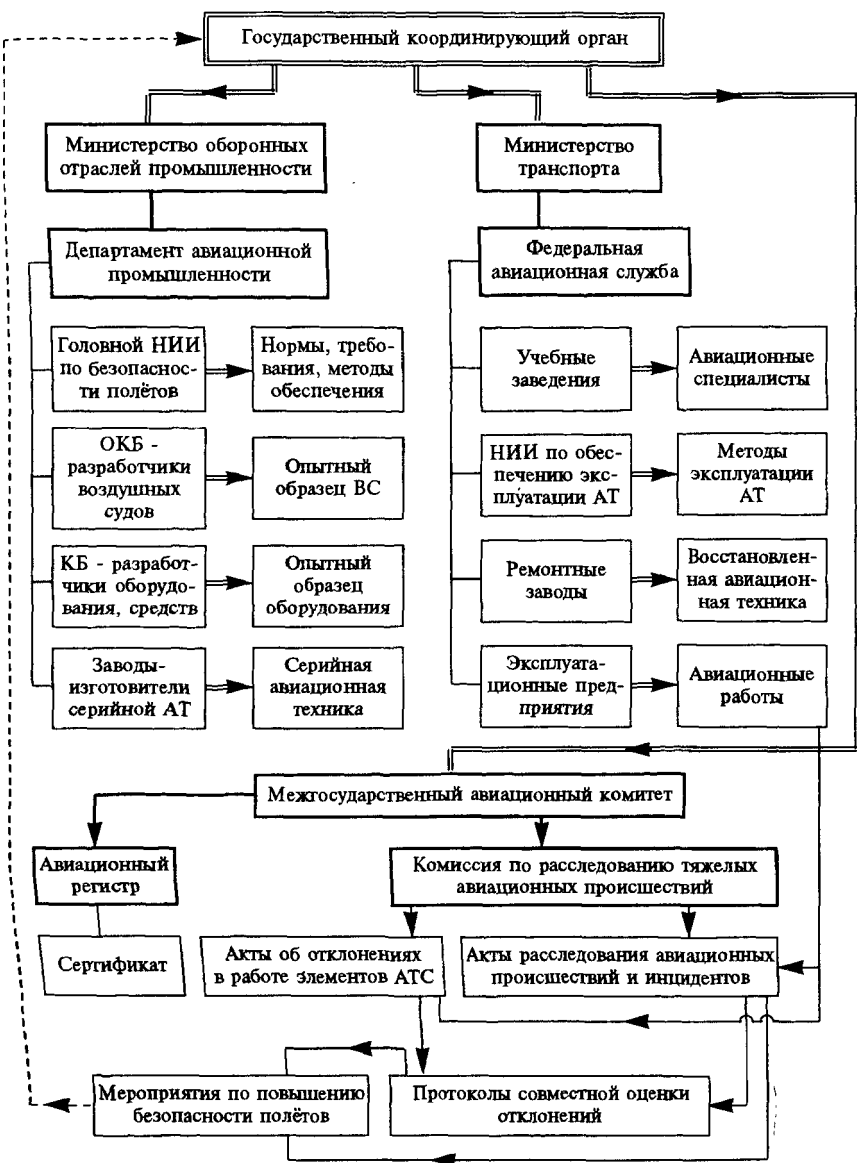 Государственный координирующий орган
Министерство оборонных
отраслей промышленности
Министерство
транспорта
Департамент авиационной
промышленности
Федеральная
авиационная служба
Головной НИИ
по безопаснос-
ти полётов
Нормы, требо-
вания, методы
обеспечения
Учебные
заведения
Авиационные
специалисты
ОКБ -
разработчики
воздушных
судов
Опытный
образец ВС
НИИ по обес-
печению экс-
плуатации АТ
Методы
эксплуатации
АТ
КБ - разработ-
чики оборудо-
вания, средств
Опытный
образец
оборудования
Ремонтные
заводы
Восстановлен-
ная авиацион-
ная техника
Заводы-
изготовители
серийной АТ
Серийная
авиационная
техника
Эксплуата-
ционные пред-
приятия
Авиационные
работы
Межгосударственный авиационный комитет
Авиационный
регистр
Комиссия по расследованию тяжелых
авиационных происшествий
Сертификат
Акты об отклонениях
в работе элементов АТС
Акты расследования авиационных
происшествий и инцидентов
Мероприятия по повышению
безопасности полётов
Протоколы совместной оценки
отклонений